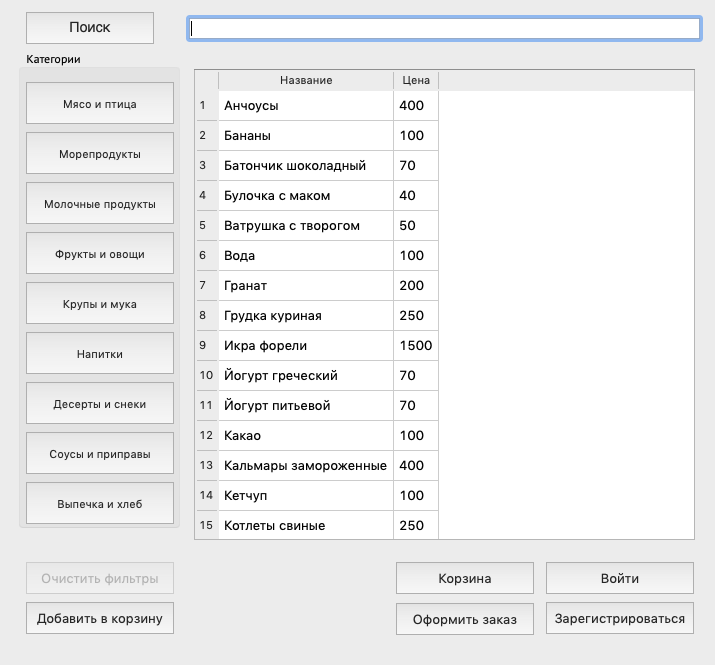 Поиск
Категории
Мясо и птица
Морепродукты
Молочные продукты
Фрукты и овощи
Крупы и мука
Напитки
Десерты и снеки
Соусы и приправы
Выпечка и хлеб
Название Цена
1 Анчоусы 400
2 Бананы 100
3 Батончик шоколадный 70
4 Булочка с маком 40
5 Ватрушка с творогом 50
6 Вода 100
7 Гранат 200
8 Грудка куриная 250
9 Икра форели 1500
10 Йогурт греческий 70
11 Йогурт питьевой 70
12 Какао 100
13 Кальмары замороженные 400
14 Кетчуп 100
15 Котлеты свиные 250
Очистить фильтры
Корзина
Войти
Добавить в корзину
Оформить заказ
Зарегистрироваться